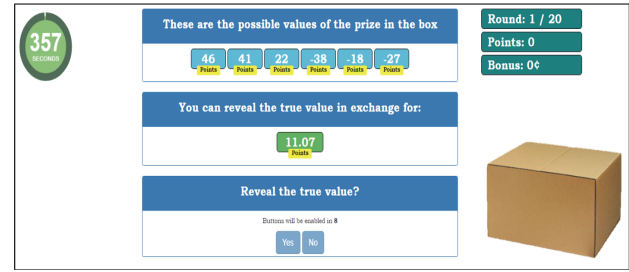 357
SECONDS
These are the possible values of the prize in the box
46 41 22 -38 -18 -27
Points Points Points Points Points Points
You can reveal the true value in exchange for:
11.07
Points
Reveal the true value?
Buttons will be enabled in 8
Yes No
Round: 1 / 20
Points: 0
Bonus: 0¢